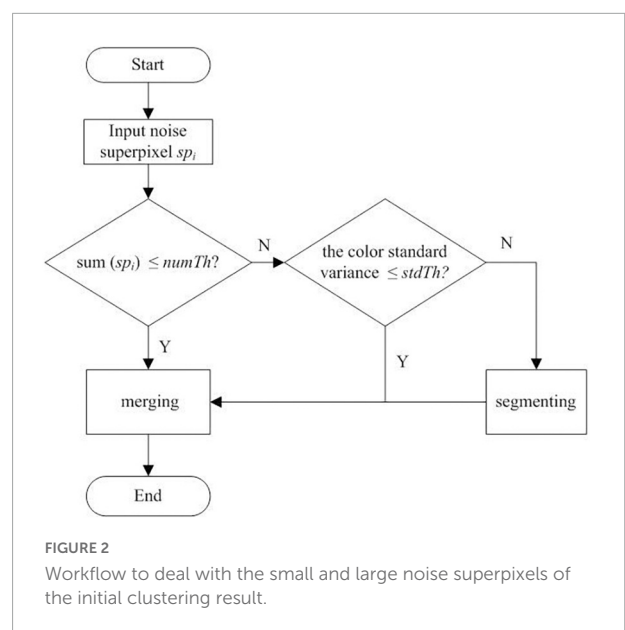 Start
Input noise
superpixel spᵢ
sum (spᵢ) ≤ numTh?
N
the color standard
variance ≤ stdTh?
N
Y
Y
merging
segmenting
End
FIGURE 2
Workflow to deal with the small and large noise superpixels of
the initial clustering result.